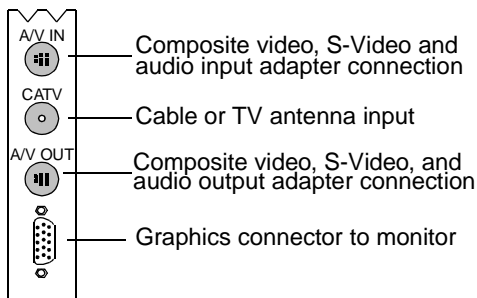 A/V IN
Composite video, S-Video and
audio input adapter connection
CATV
Cable or TV antenna input
A/V OUT
Composite video, S-Video, and
audio output adapter connection
Graphics connector to monitor